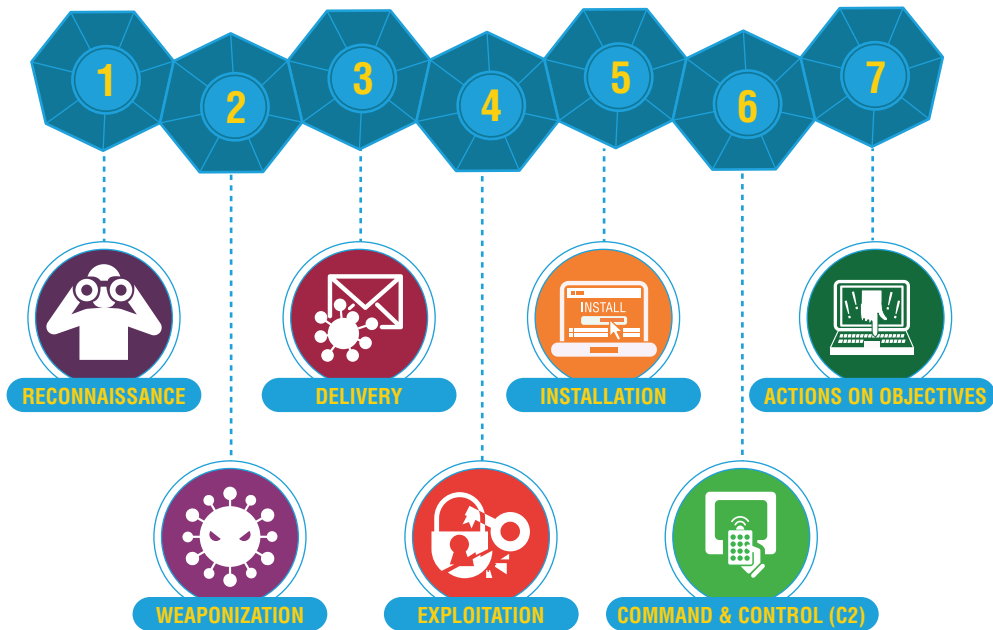 1
2
3
4
5
6
7
INSTALL
RECONNAISSANCE
DELIVERY
INSTALLATION
ACTIONS ON OBJECTIVES
WEAPONIZATION
EXPLOITATION
COMMAND & CONTROL (C2)